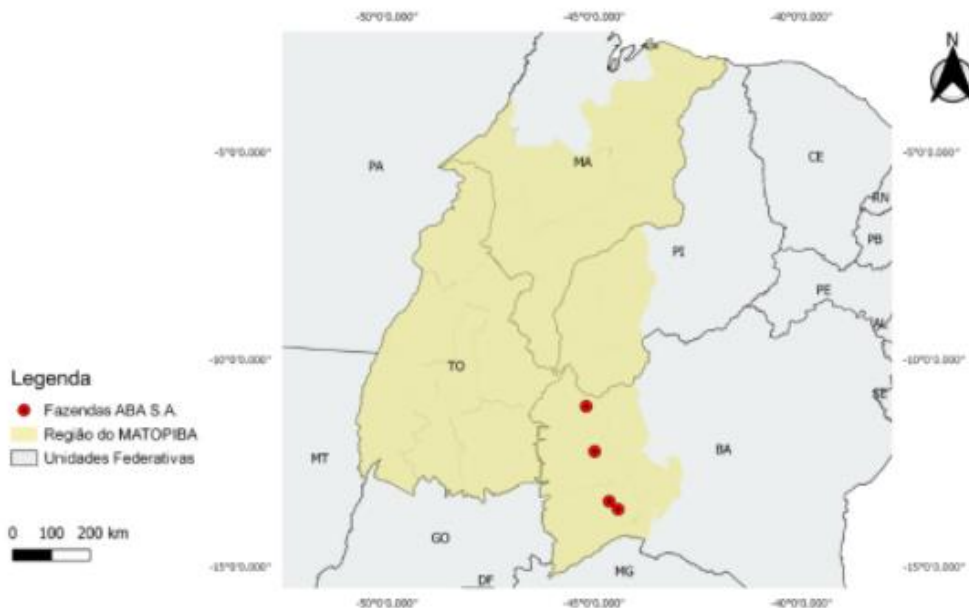 -50°0'0.000" -45°0'0.000" -40°0'0.000"
N
-5°0'0.000" -5°0'0.000"
PA MA CE
RN
PB
PI
PE
AL
-10°0'0.000" -10°0'0.000"
TO
SE
Legenda
Fazendas ABA S.A.
Região do MATOPIBA
Unidades Federativas
MT BA
0 100 200 km
GO
-15°0'0.000" -15°0'0.000"
DF MG
-50°0'0.000" -45°0'0.000" -40°0'0.000"